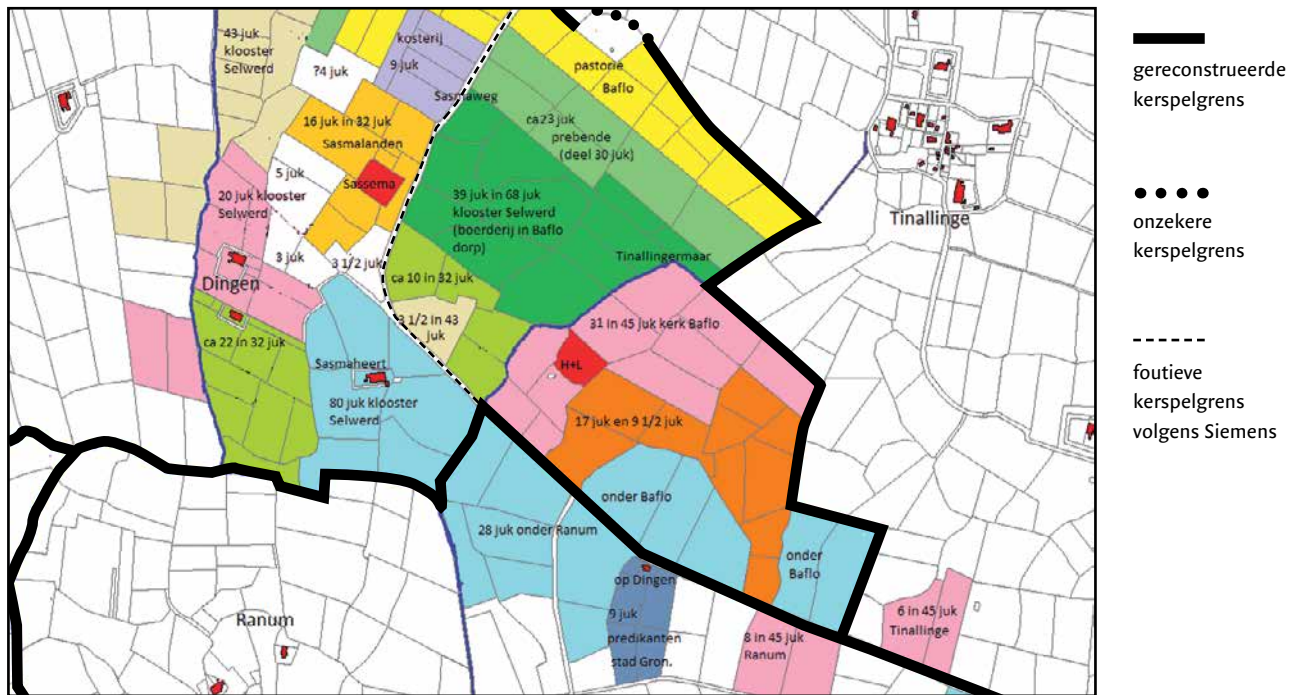 43 juk
klooster
Selwerd
kosterij
9 juk
?4 juk
Sasmaweg
pastorie
Baflo
16 juk in 32 juk
Sasmalanden
ca 23 juk
prebende
(deel 30 juk)
5 juk
Sassema
20 juk klooster
Selwerd
39 juk in 68 juk
klooster Selwerd
(boerderij in Baflo
dorp)
Tinallinge
Tinallingermaar
3 juk
3 1/2 juk
ca 10 in 32 juk
Dingen
3 1/2 in 43
juk
31 in 45 juk kerk Baflo
ca 22 in 32 juk
Sasmaheert
H+L
80 juk klooster
Selwerd
17 juk en 9 1/2 juk
onder Baflo
28 juk onder Ranum
onder
Baflo
op Dingen
9 juk
predikanten
stad Gron.
Ranum
8 in 45 juk
Ranum
6 in 45 juk
Tinallinge
gereconstrueerde
kerspelgrens
onzekere
kerspelgrens
foutieve
kerspelgrens
volgens Siemens